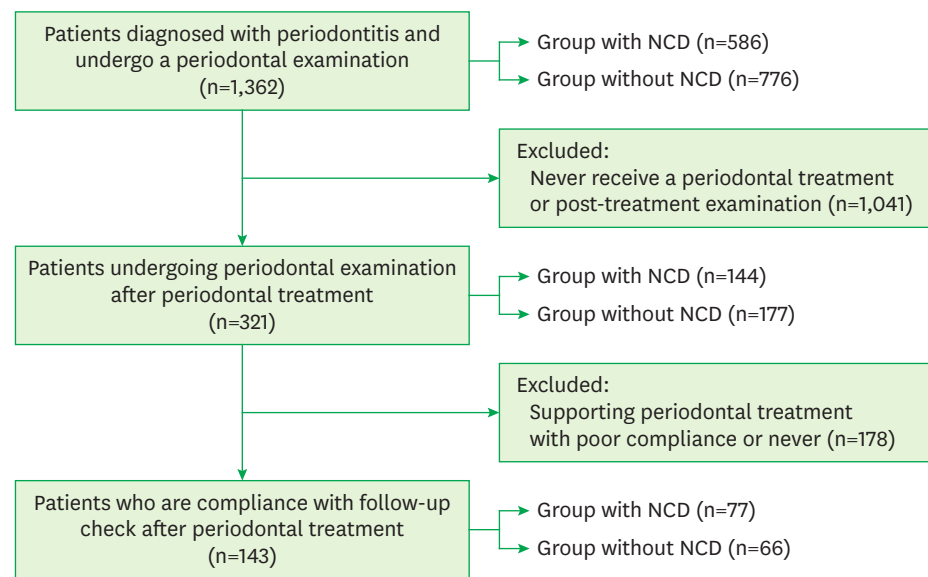 Patients diagnosed with periodontitis and
undergo a periodontal examination
(n=1,362)
Group with NCD (n=586)
Group without NCD (n=776)
Excluded:
Never receive a periodontal treatment
or post-treatment examination (n=1,041)
Patients undergoing periodontal examination
after periodontal treatment
(n=321)
Group with NCD (n=144)
Group without NCD (n=177)
Excluded:
Supporting periodontal treatment
with poor compliance or never (n=178)
Patients who are compliance with follow-up
check after periodontal treatment
(n=143)
Group with NCD (n=77)
Group without NCD (n=66)